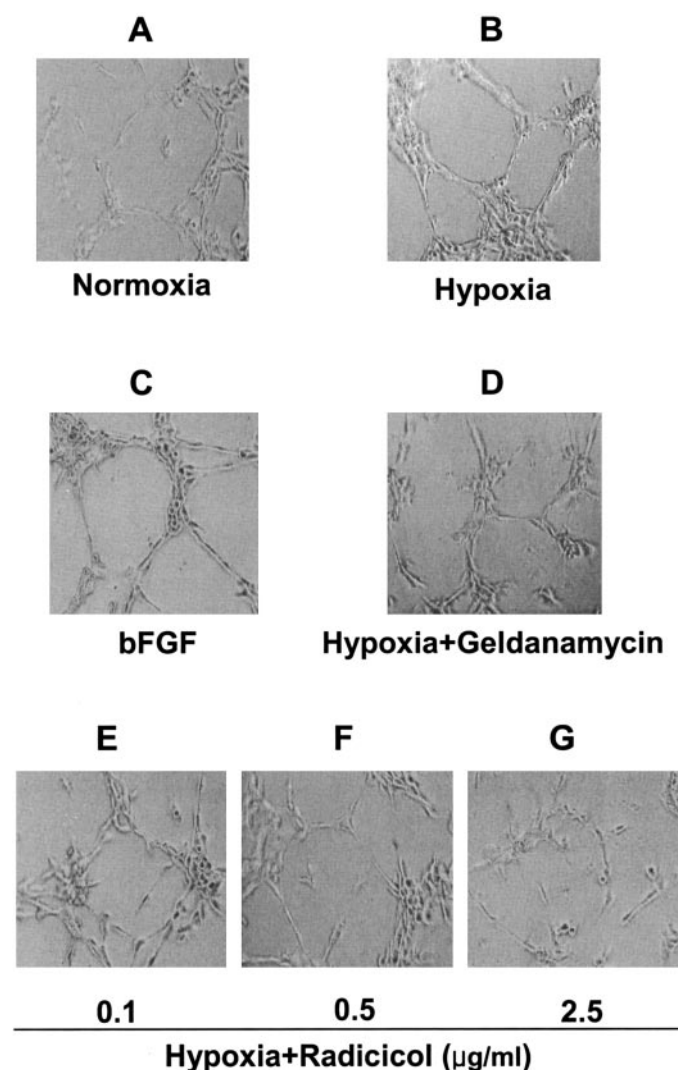 A B
Normoxia Hypoxia
C D
bFGF Hypoxia+Geldanamycin
E F G
0.1 0.5 2.5
Hypoxia+Radicicol (μg/ml)